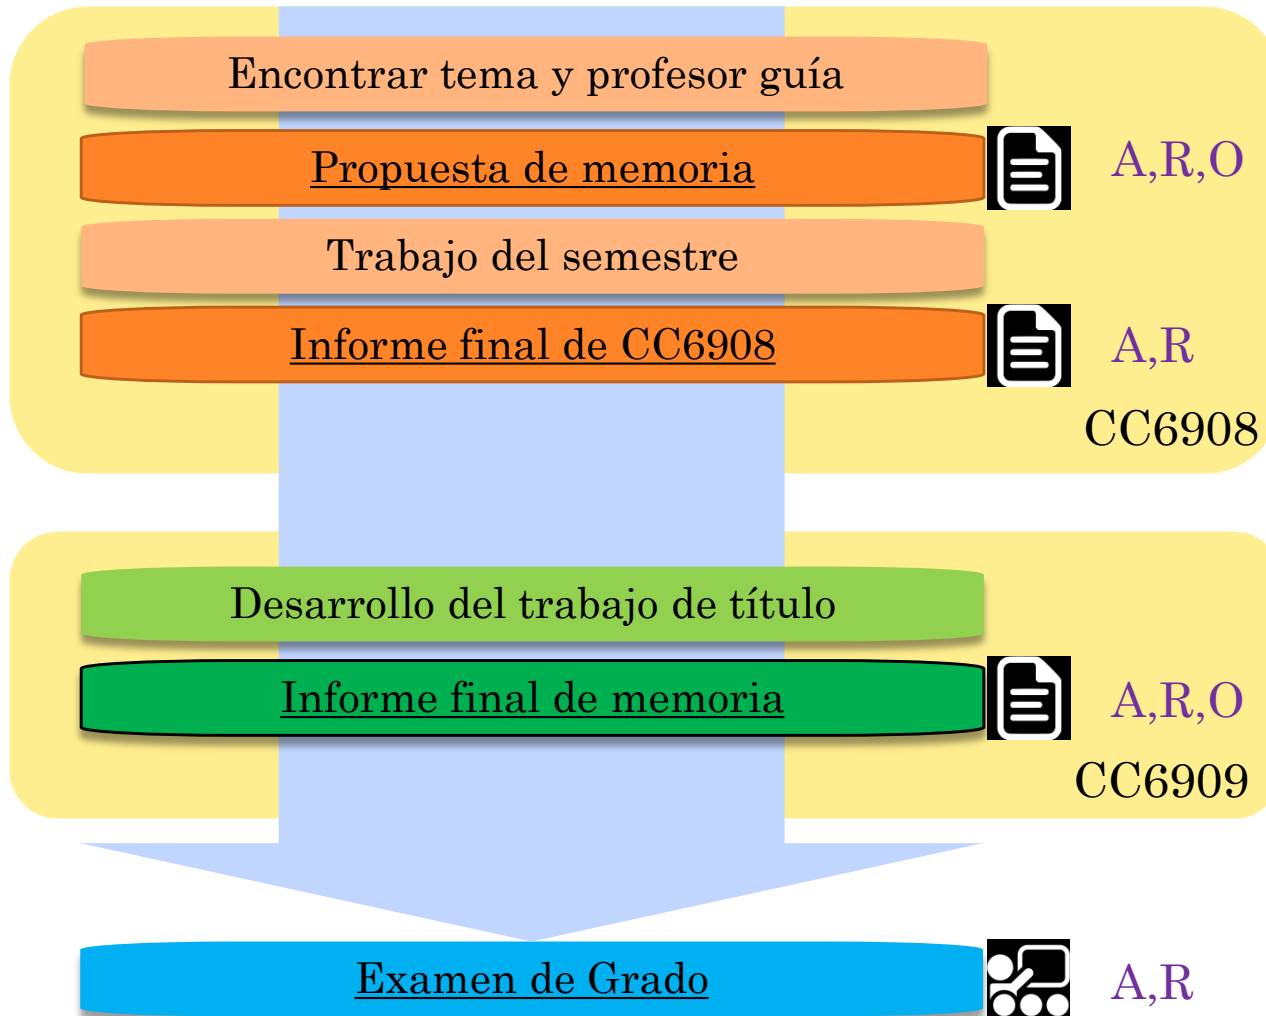 Encontrar tema y profesor guía
Propuesta de memoria
A,R,O
Trabajo del semestre
Informe final de CC6908
A,R
CC6908
Desarrollo del trabajo de título
Informe final de memoria
A,R,O
CC6909
Examen de Grado
A,R